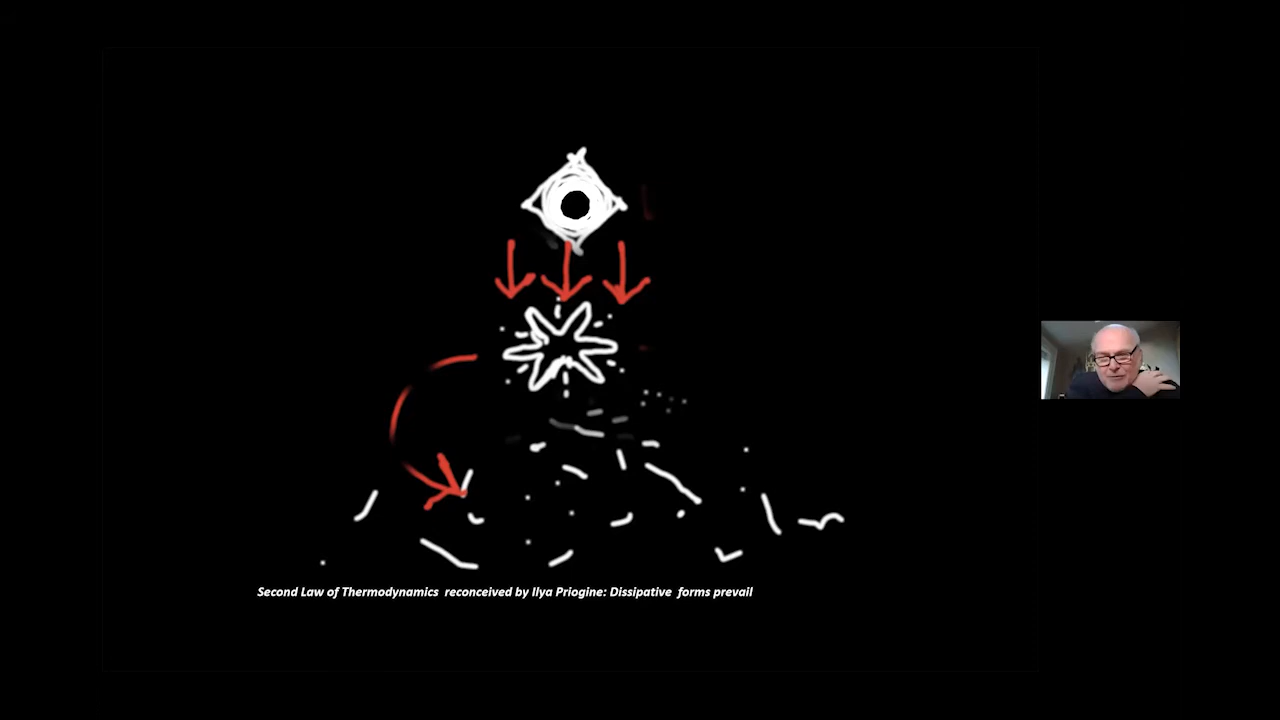 Second Law of Thermodynamics reconceived by Ilya Priogine: Dissipative forms prevail